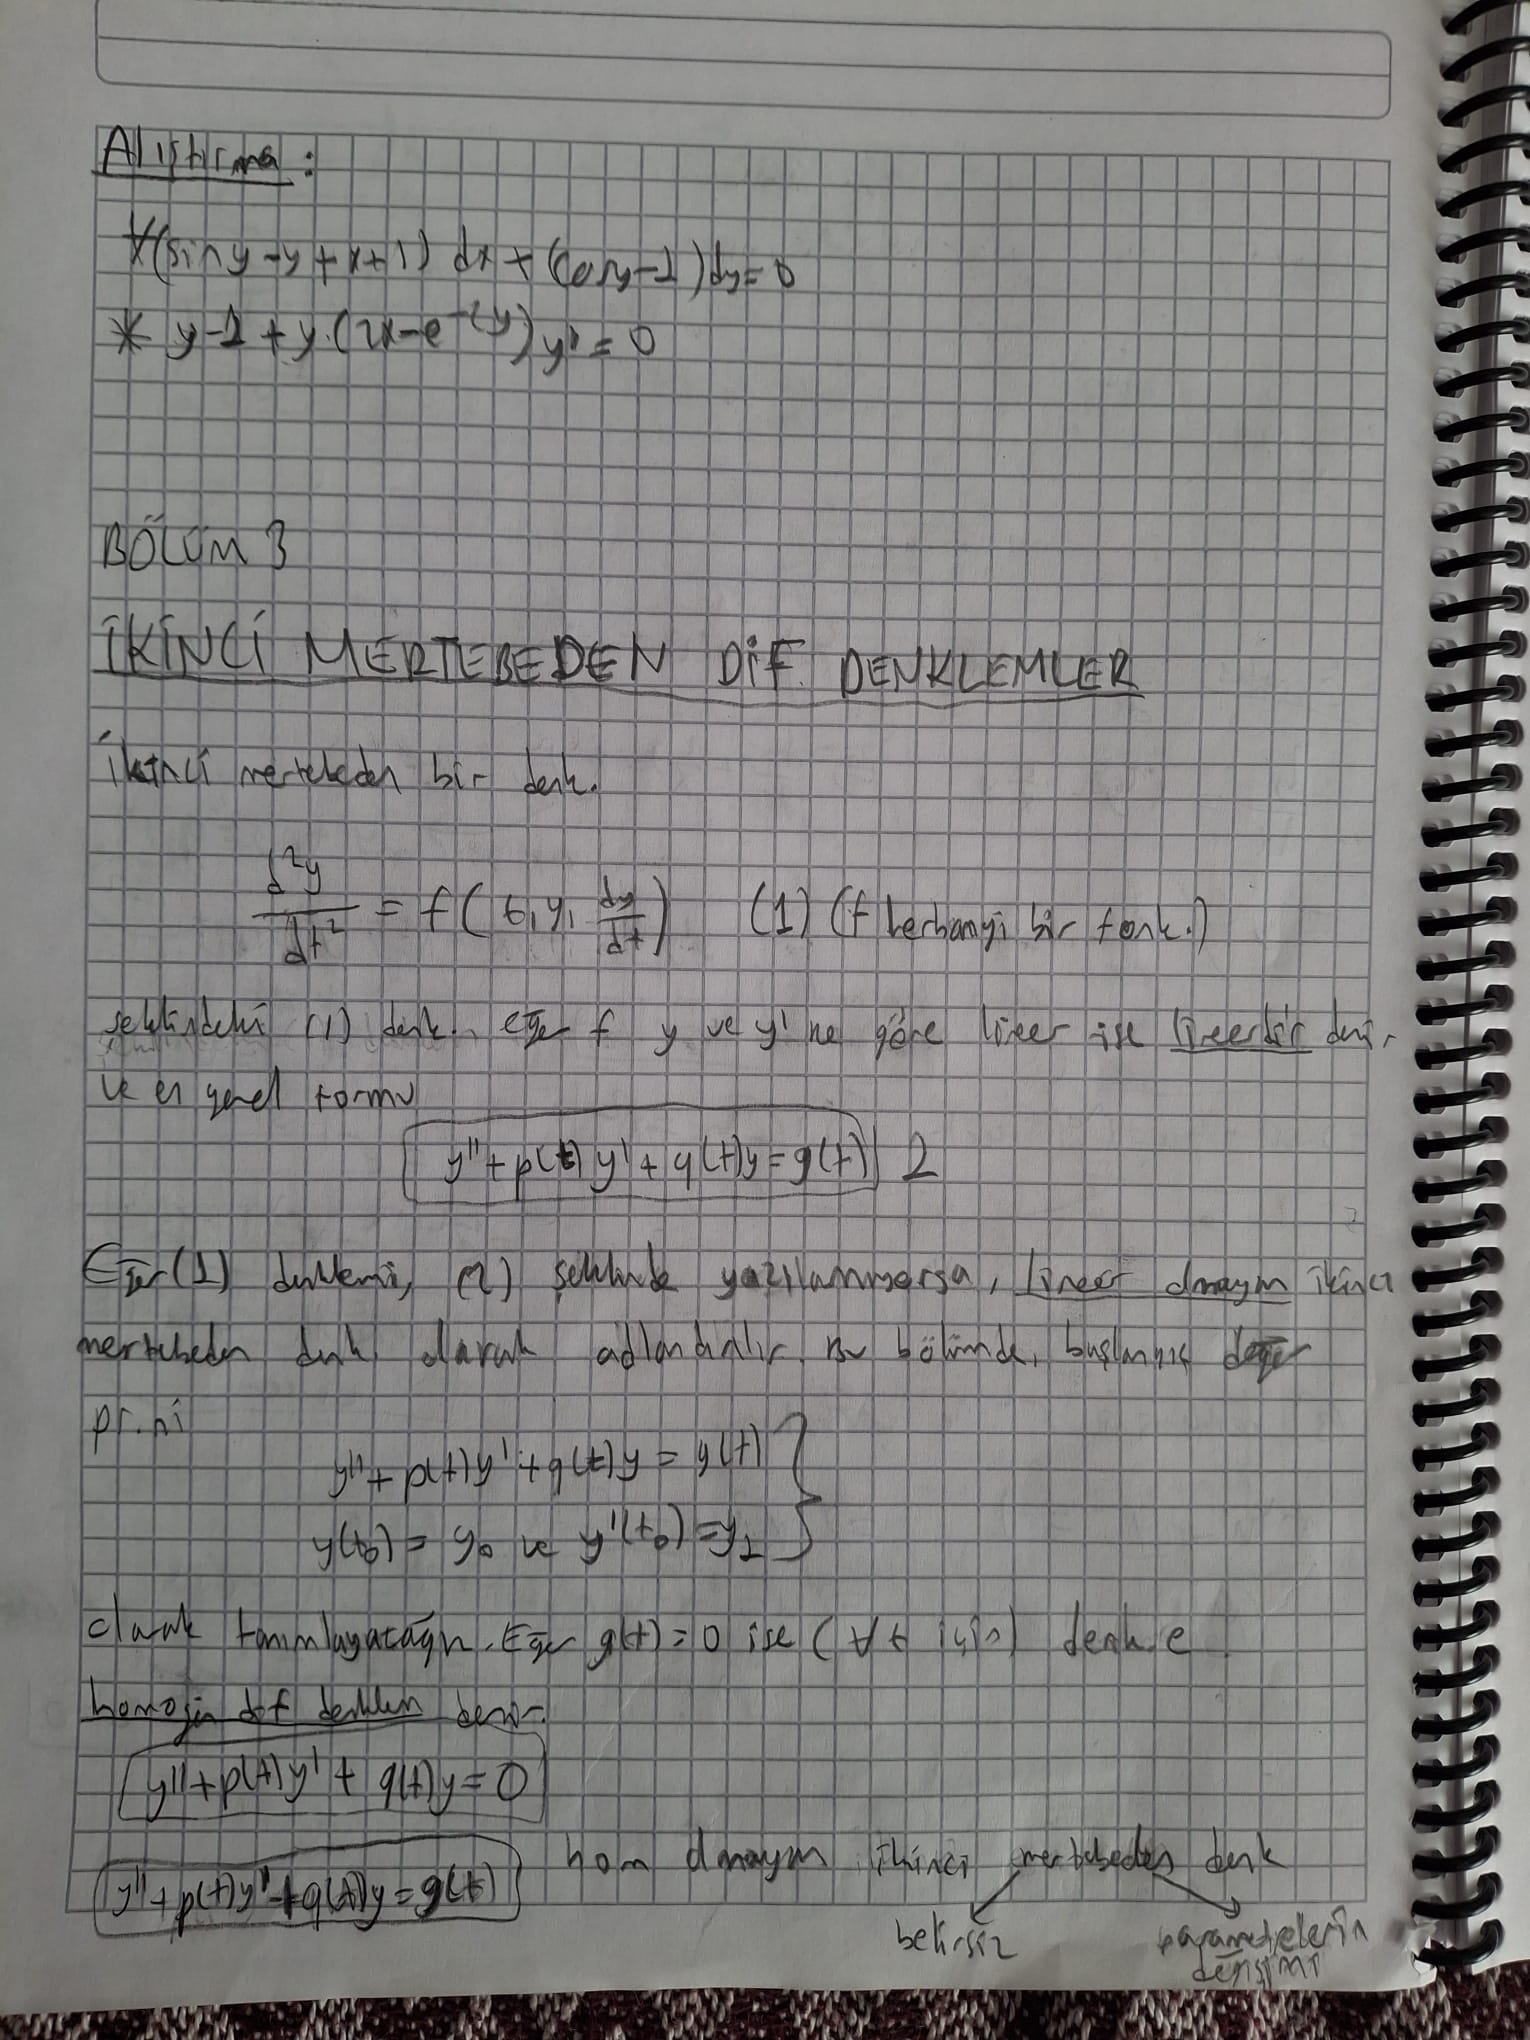 Alıştırma :
*(siny-y+x+1) dx + (cosy-1)dy=0
* y-1+y.(2x-e^-2y)y'=0
BÖLÜM 3
İKİNCİ MERTEBEDEN DİF. DENKLEMLER
İkinci mertebeden bir denk.
d²y/dt² = f(t,y, dy/dt) (1) (f herhangi bir fonk.)
şeklindeki (1) denk. eğer f y ve y' ne göre lineer ise lineerdir denir
ve en genel formu
y''+p(t)y'+q(t)y=g(t) 2
Eğer (1) denklemi, (2) şeklinde yazılamıyorsa, lineer olmayan ikinci
mertebeden denk. olarak adlandırılır. Bu bölümde, başlangıç değer
pr.ni
y''+p(t)y'+q(t)y=g(t) }
y(t₀)=y₀ ve y'(t₀)=y₁
olarak tanımlayacağız. Eğer g(t)=0 ise (∀t için) denk.e
homojen dif denklem denir.
y''+p(t)y'+q(t)y=0
y''+p(t)y'+q(t)y=g(t) hom olmayan ikinci mertebeden denk
belirsiz parametrelerin
değişimi